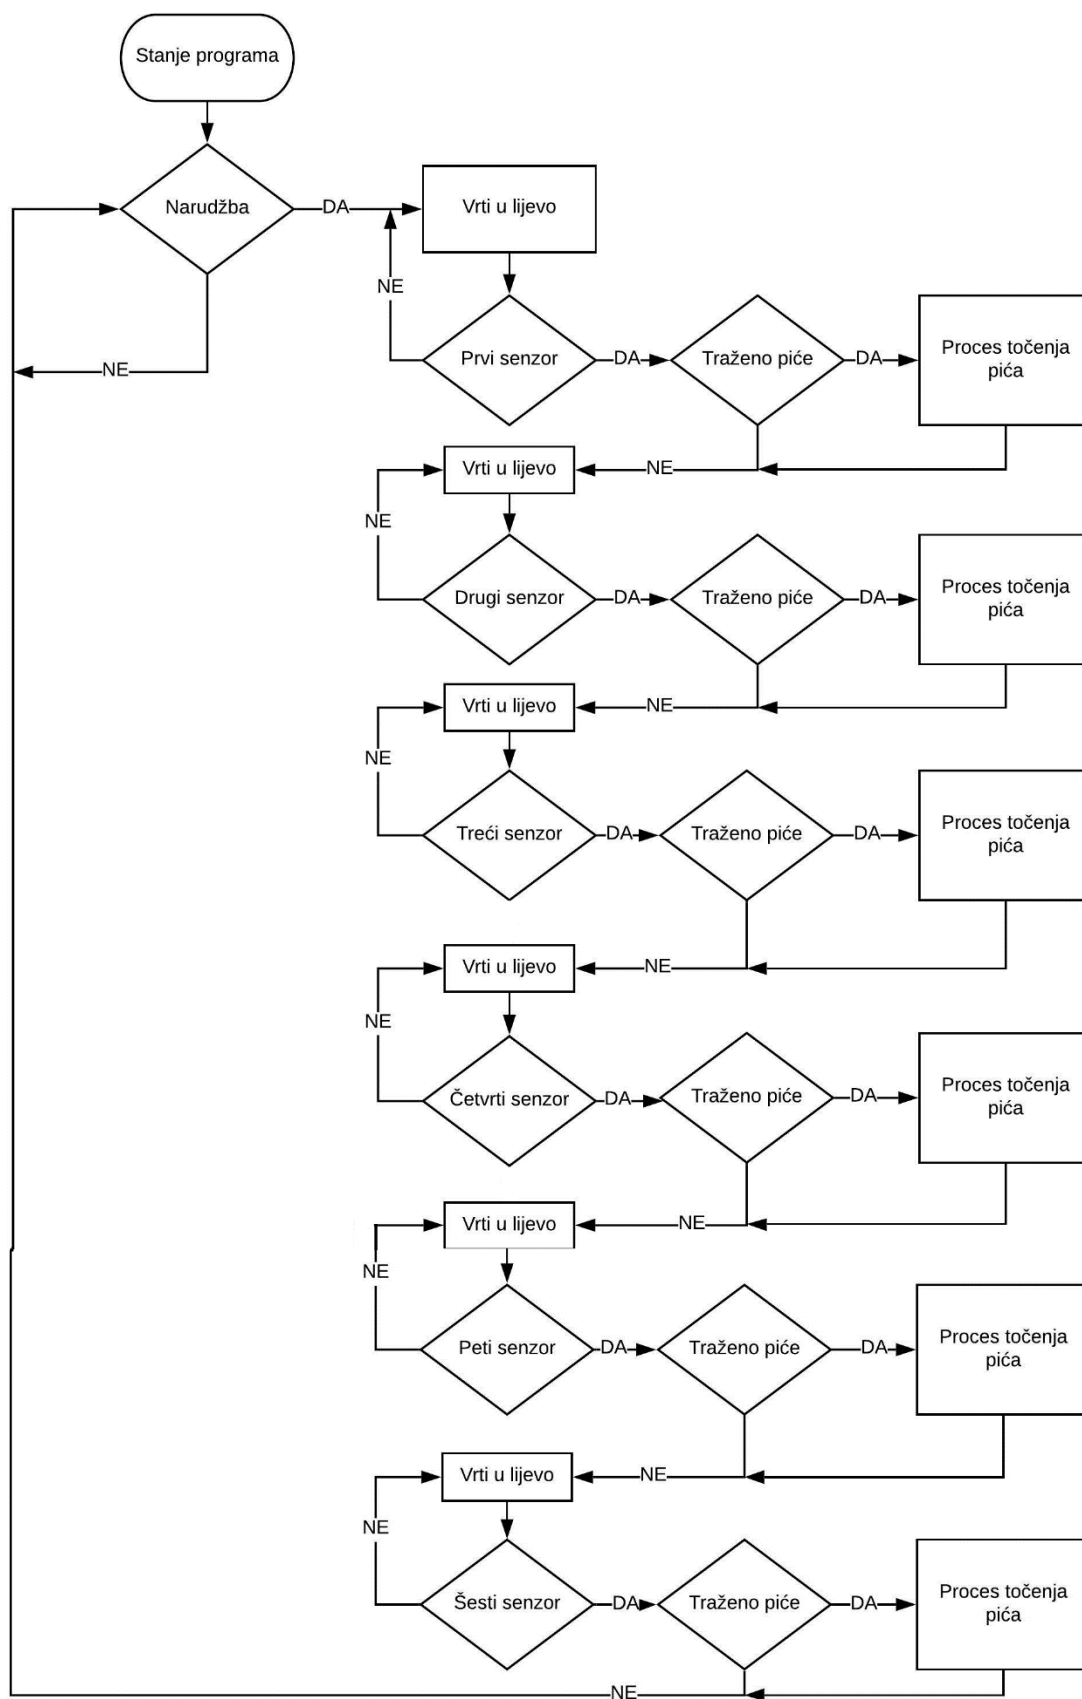 Stanje programa
Narudžba
DA
Vrti u lijevo
NE
NE
Prvi senzor
DA
Traženo piće
DA
Proces točenja
pića
Vrti u lijevo
NE
NE
Drugi senzor
DA
Traženo piće
DA
Proces točenja
pića
Vrti u lijevo
NE
NE
Treći senzor
DA
Traženo piće
DA
Proces točenja
pića
Vrti u lijevo
NE
NE
Četvrti senzor
DA
Traženo piće
DA
Proces točenja
pića
Vrti u lijevo
NE
NE
Peti senzor
DA
Traženo piće
DA
Proces točenja
pića
Vrti u lijevo
NE
NE
Šesti senzor
DA
Traženo piće
DA
Proces točenja
pića
NE